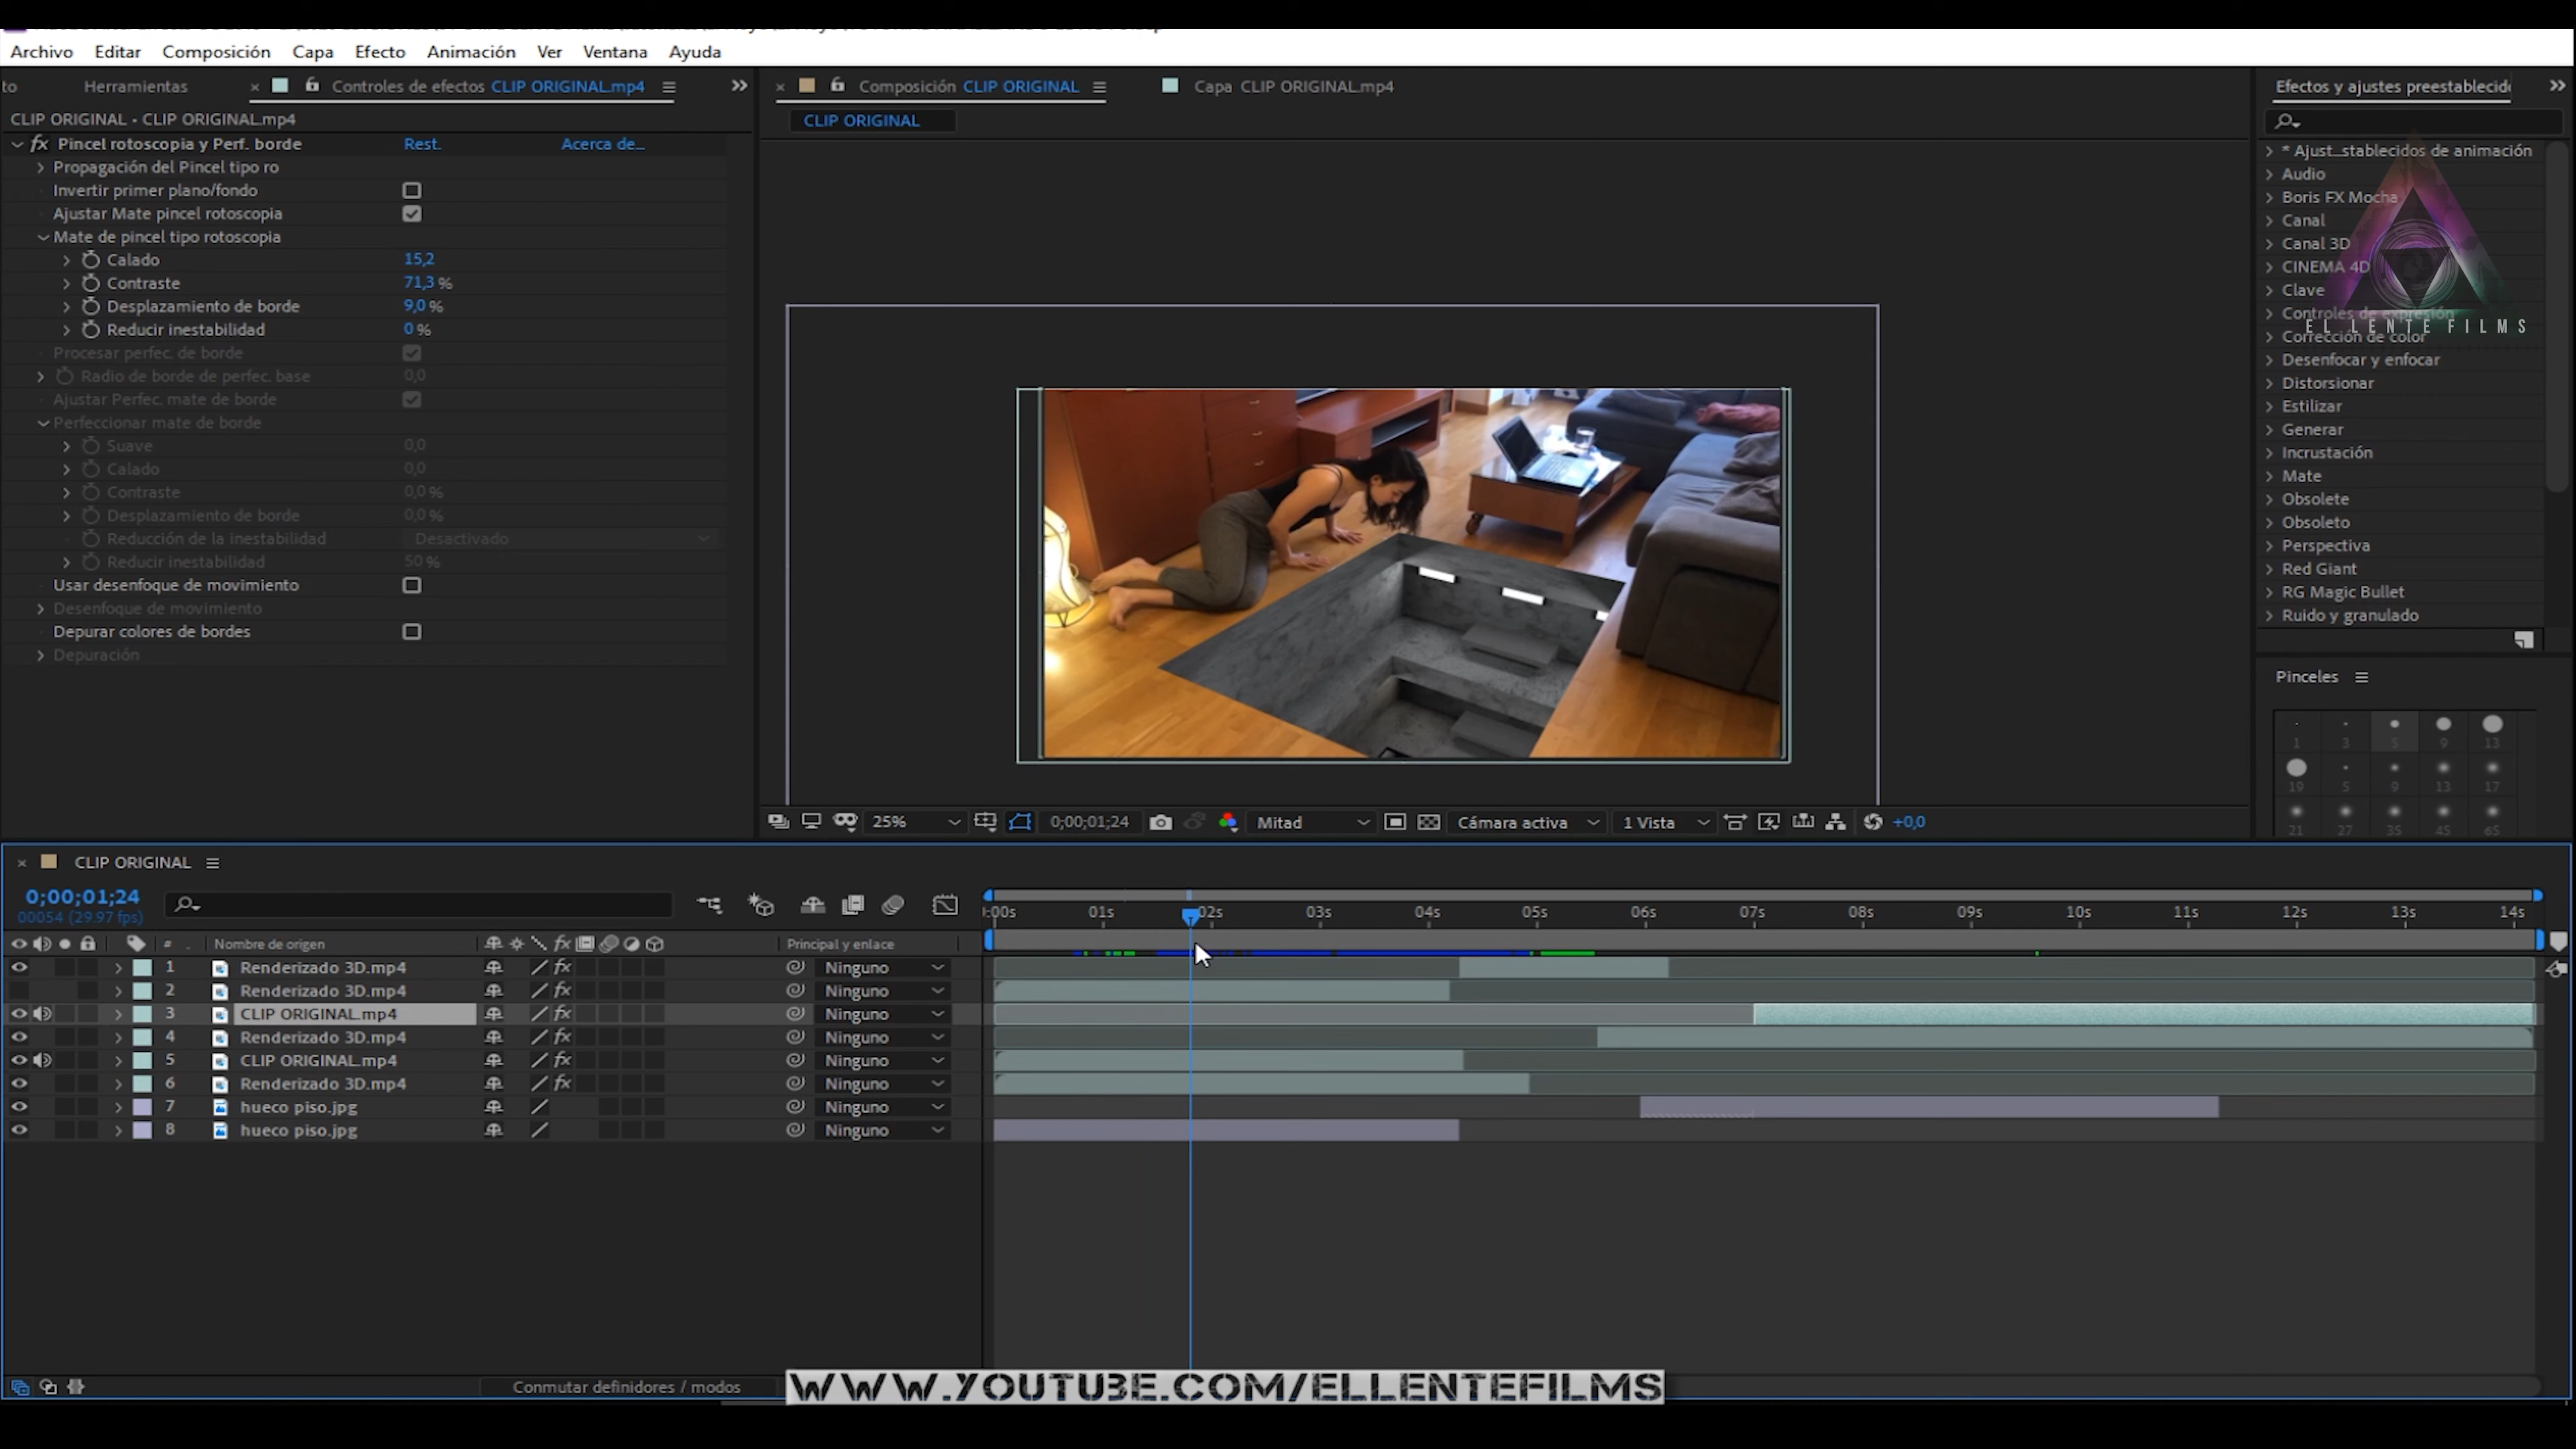 Archivo Editar Composición Capa Efecto Animación Ver Ventana Ayuda
to Herramientas × Controles de efectos CLIP ORIGINAL.mp4
× Composición CLIP ORIGINAL Capa CLIP ORIGINAL.mp4
Efectos y ajustes preestablecid
CLIP ORIGINAL - CLIP ORIGINAL.mp4
CLIP ORIGINAL
fx Pincel rotoscopia y Perf. borde Rest. Acerca de...
Propagación del Pincel tipo ro
Invertir primer plano/fondo
Ajustar Mate pincel rotoscopia
Mate de pincel tipo rotoscopia
Calado 15,2
Contraste 71,3 %
Desplazamiento de borde 9,0 %
Reducir inestabilidad 0 %
Procesar perfec. de borde
Radio de borde de perfec. base 0,0
Ajustar Perfec. mate de borde
Perfeccionar mate de borde
Suave 0,0
Calado 0,0
Contraste 0,0 %
Desplazamiento de borde 0,0 %
Reducción de la inestabilidad Desactivado
Reducir inestabilidad 50 %
Usar desenfoque de movimiento
Desenfoque de movimiento
Depurar colores de bordes
Depuración
* Ajust_stablecidos de animación
Audio
Boris FX Mocha
Canal
Canal 3D
CINEMA 4D
Clave
Controles de expresión
EL LENTE FILMS
Corrección de color
Desenfocar y enfocar
Distorsionar
Estilizar
Generar
Incrustación
Mate
Obsolete
Obsoleto
Perspectiva
Red Giant
RG Magic Bullet
Ruido y granulado
Pinceles
1 3 5 9 13
19 5 9 13 17
21 27 35 45 65
25% 0;00;01;24 Mitad Cámara activa 1 Vista +0,0
× CLIP ORIGINAL
0;00;01;24
00054 (29.97 fps)
:00s 01s 02s 03s 04s 05s 06s 07s 08s 09s 10s 11s 12s 13s 14s
# Nombre de origen fx Principal y enlace
1 Renderizado 3D.mp4 fx Ninguno
2 Renderizado 3D.mp4 fx Ninguno
3 CLIP ORIGINAL.mp4 fx Ninguno
4 Renderizado 3D.mp4 fx Ninguno
5 CLIP ORIGINAL.mp4 fx Ninguno
6 Renderizado 3D.mp4 fx Ninguno
7 hueco piso.jpg Ninguno
8 hueco piso.jpg Ninguno
Conmutar definidores / modos
WWW.YOUTUBE.COM/ELLENTEFILMS